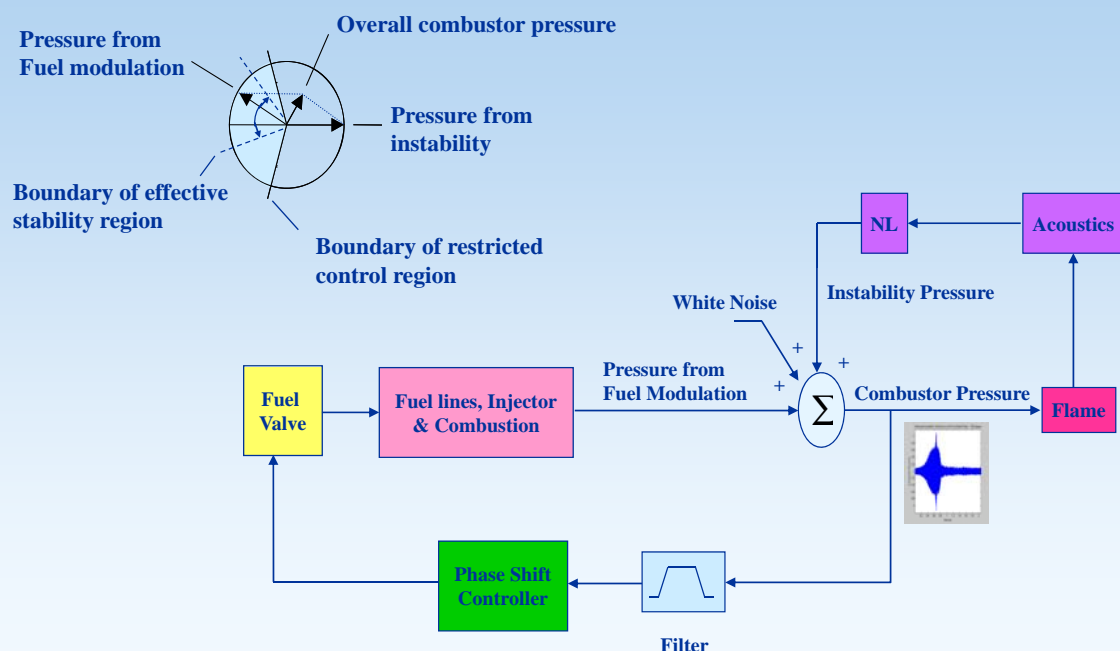 Overall combustor pressure
Pressure from
Fuel modulation
Pressure from
instability
Boundary of effective
stability region
Boundary of restricted
control region
NL
Acoustics
Instability Pressure
White Noise
+
+
+
Pressure from
Fuel Modulation
Combustor Pressure
Fuel
Valve
Fuel lines, Injector
& Combustion
Σ
Flame
Phase Shift
Controller
Filter